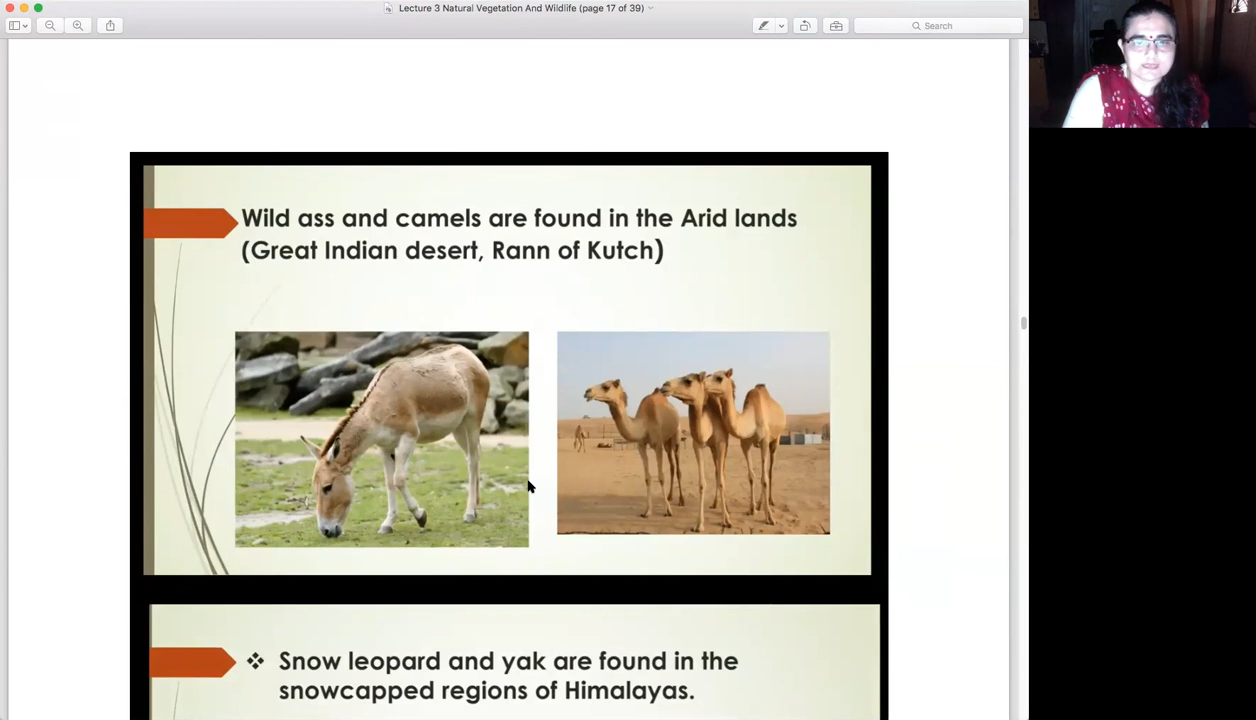 Lecture 3 Natural Vegetation And Wildlife (page 17 of 39)
Search
Wild ass and camels are found in the Arid lands
(Great Indian desert, Rann of Kutch)
❖ Snow leopard and yak are found in the
snowcapped regions of Himalayas.